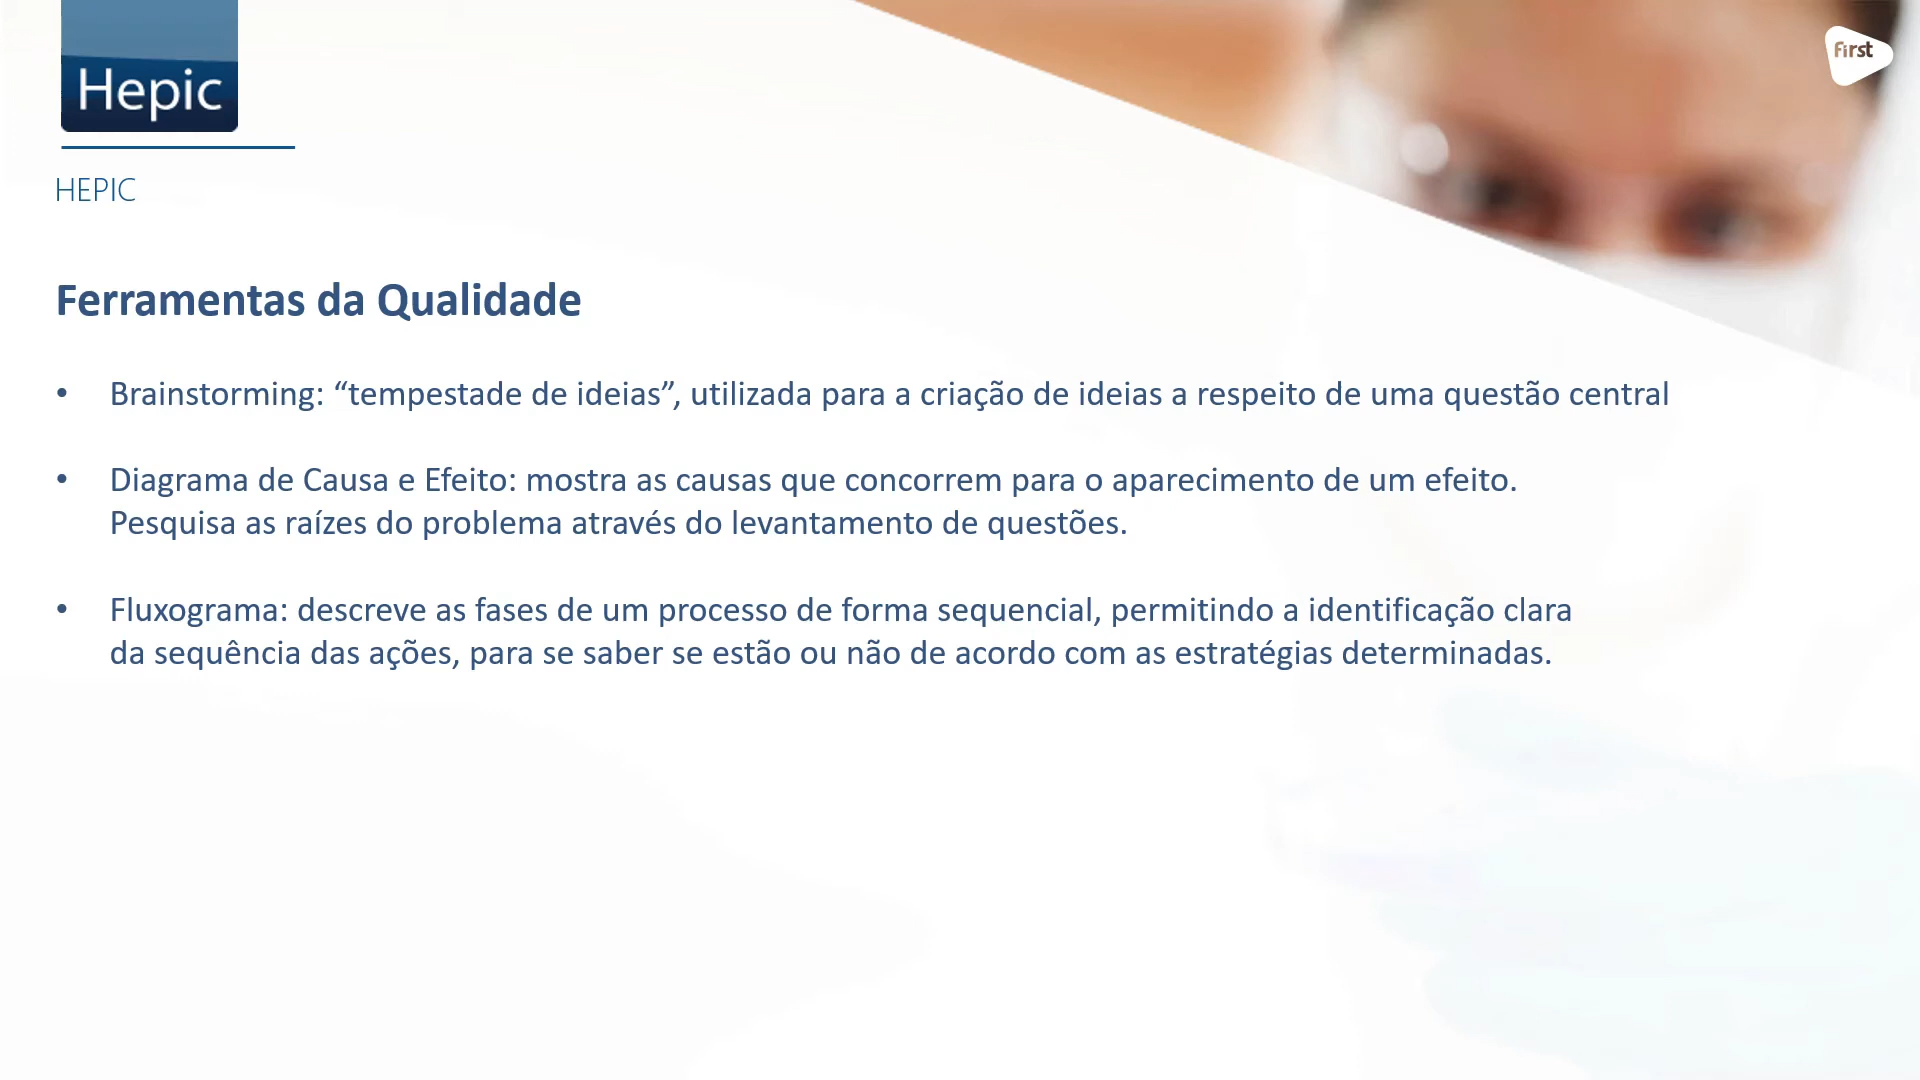 Hepic
First
HEPIC
Ferramentas da Qualidade
• Brainstorming: “tempestade de ideias”, utilizada para a criação de ideias a respeito de uma questão central
• Diagrama de Causa e Efeito: mostra as causas que concorrem para o aparecimento de um efeito.
Pesquisa as raízes do problema através do levantamento de questões.
• Fluxograma: descreve as fases de um processo de forma sequencial, permitindo a identificação clara
da sequência das ações, para se saber se estão ou não de acordo com as estratégias determinadas.